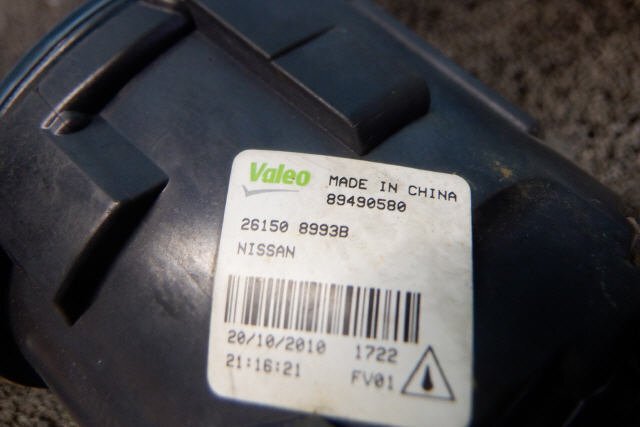 Valeo MADE IN CHINA
89490580
26150 8993B
NISSAN
20/10/2010 1722
21:16:21 FV01